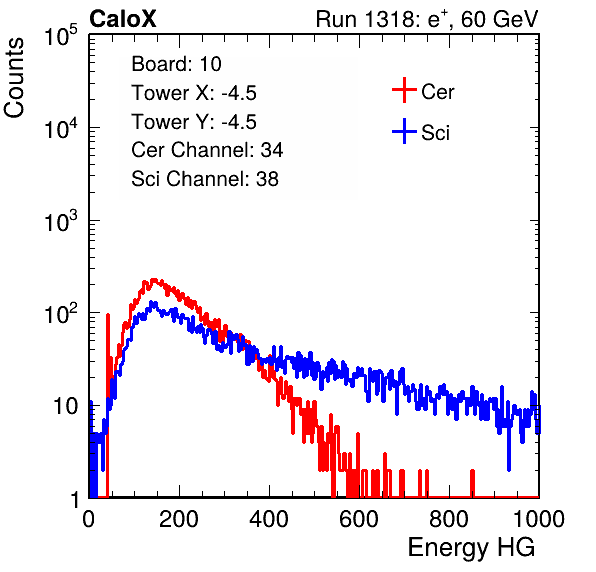 CaloX Run 1318: e⁺, 60 GeV
Counts
Board: 10
Tower X: -4.5
Tower Y: -4.5
Cer Channel: 34
Sci Channel: 38
Cer
Sci
10⁵
10⁴
10³
10²
10
1
0 200 400 600 800 1000
Energy HG